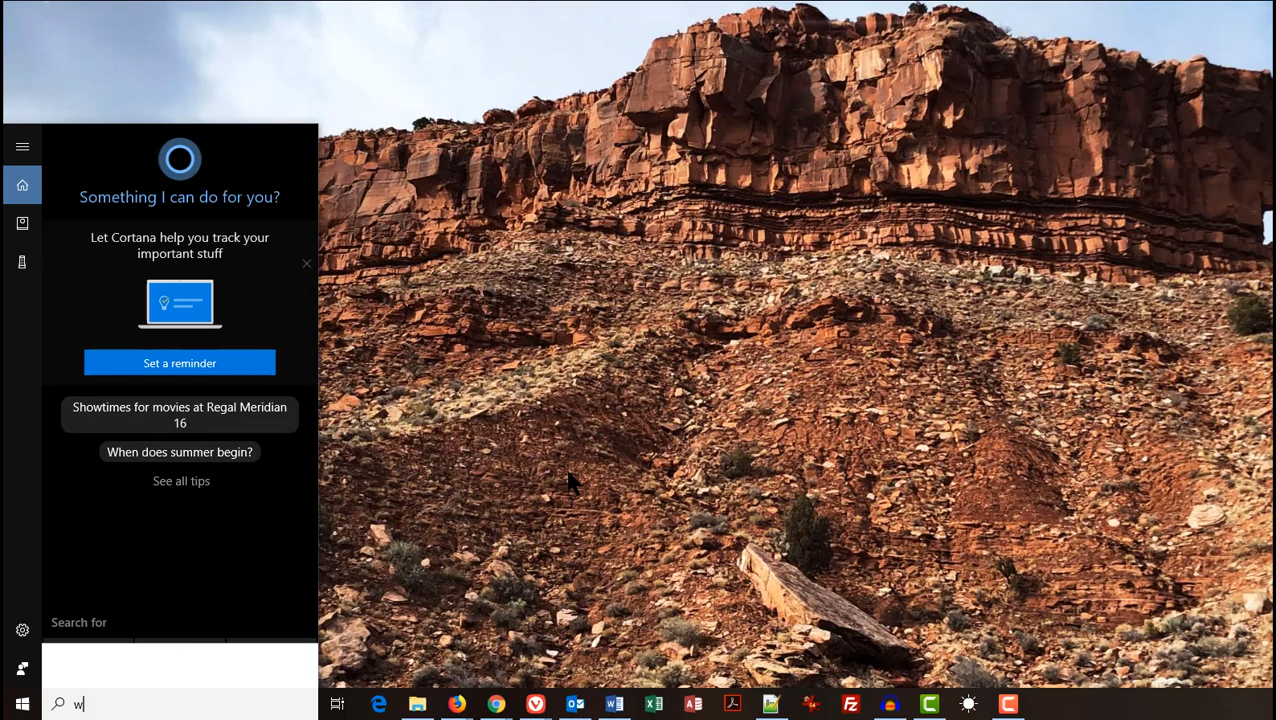 Something I can do for you?
Let Cortana help you track your
important stuff
Set a reminder
Showtimes for movies at Regal Meridian
16
When does summer begin?
See all tips
Search for
w